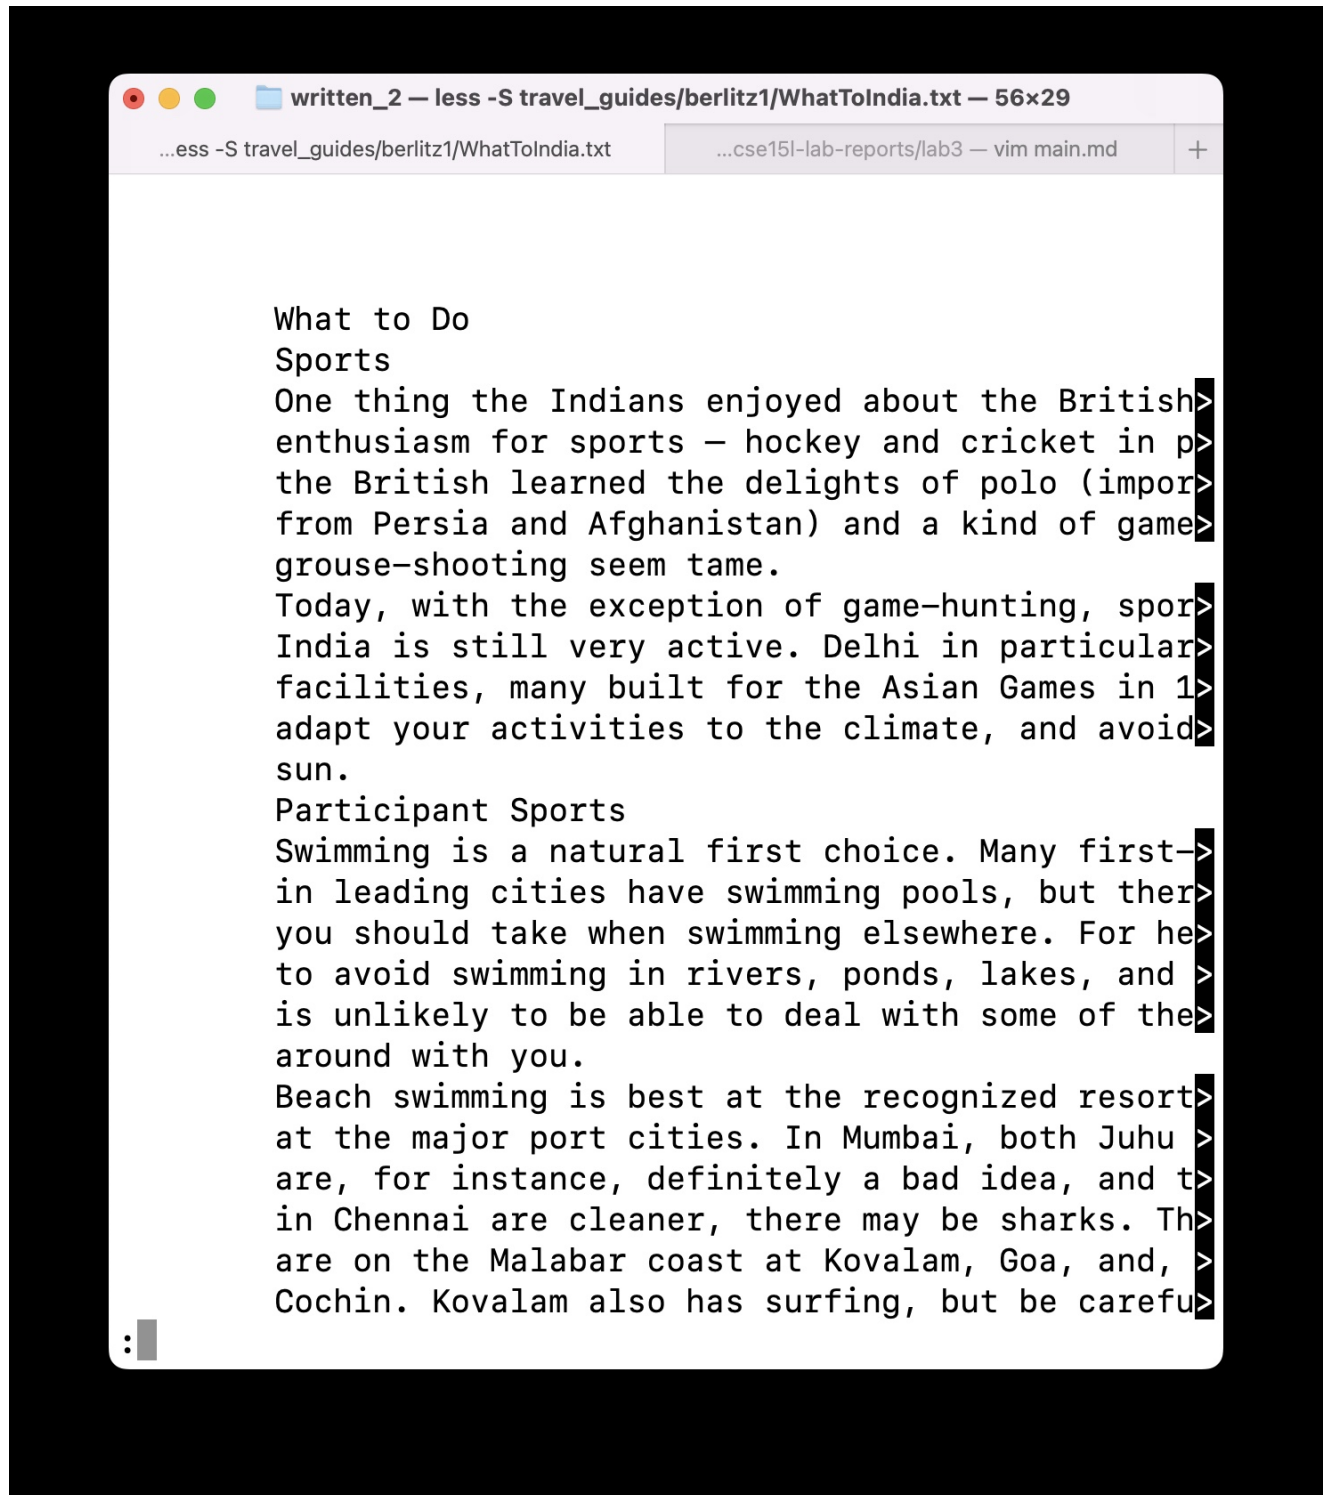 written_2 — less -S travel_guides/berlitz1/WhatToIndia.txt — 56×29
...ess -S travel_guides/berlitz1/WhatToIndia.txt
...cse15l-lab-reports/lab3 — vim main.md
+
What to Do
Sports
One thing the Indians enjoyed about the British>
enthusiasm for sports — hockey and cricket in p>
the British learned the delights of polo (impor>
from Persia and Afghanistan) and a kind of game>
grouse-shooting seem tame.
Today, with the exception of game-hunting, spor>
India is still very active. Delhi in particular>
facilities, many built for the Asian Games in 1>
adapt your activities to the climate, and avoid>
sun.
Participant Sports
Swimming is a natural first choice. Many first->
in leading cities have swimming pools, but ther>
you should take when swimming elsewhere. For he>
to avoid swimming in rivers, ponds, lakes, and >
is unlikely to be able to deal with some of the>
around with you.
Beach swimming is best at the recognized resort>
at the major port cities. In Mumbai, both Juhu >
are, for instance, definitely a bad idea, and t>
in Chennai are cleaner, there may be sharks. Th>
are on the Malabar coast at Kovalam, Goa, and, >
Cochin. Kovalam also has surfing, but be carefu>
: